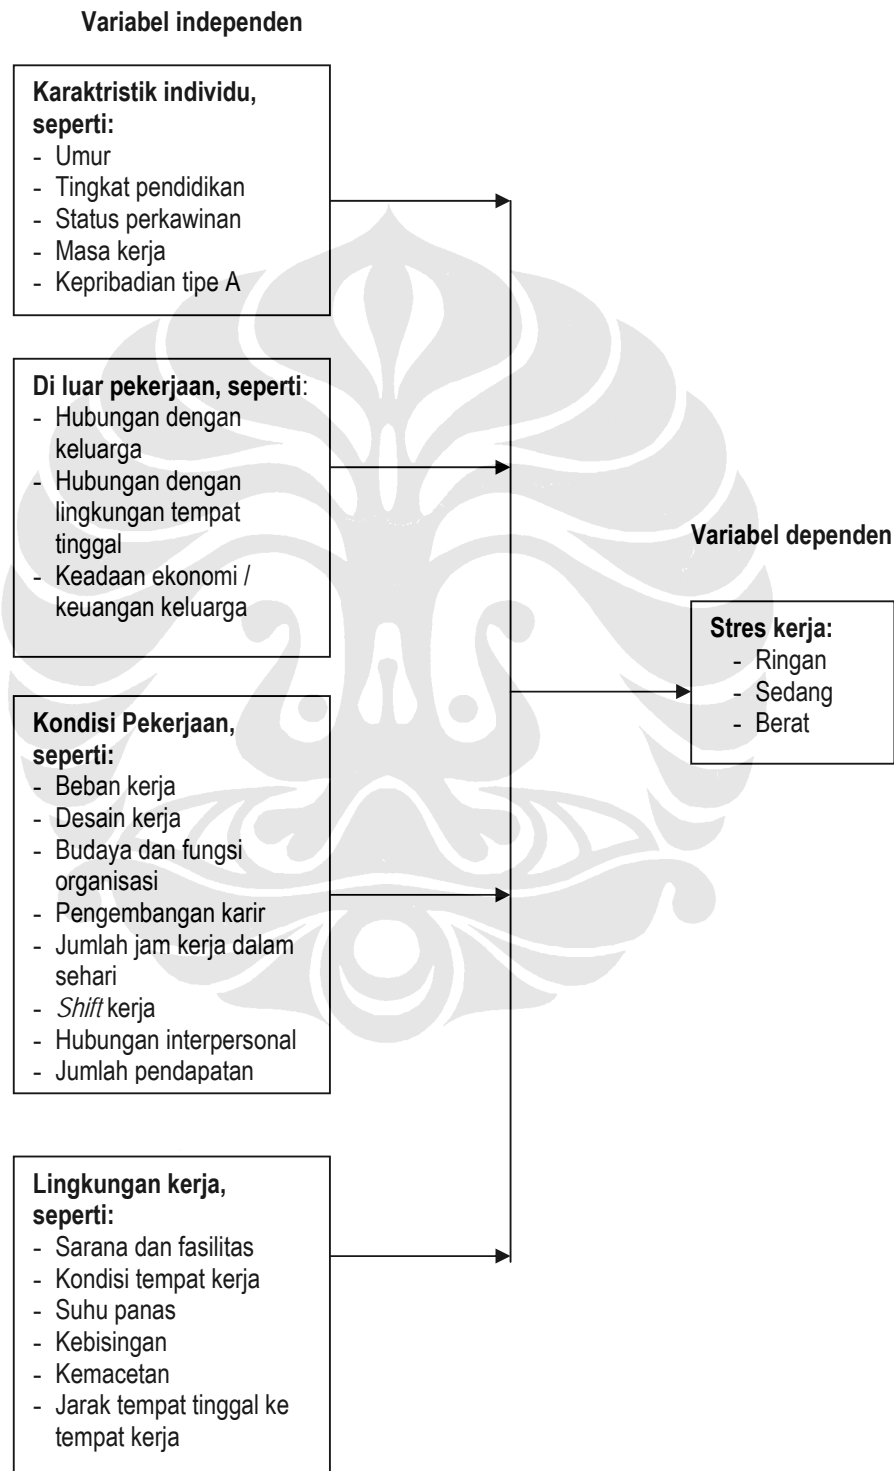 Variabel independen
Karaktristik individu,
seperti:
- Umur
- Tingkat pendidikan
- Status perkawinan
- Masa kerja
- Kepribadian tipe A
Di luar pekerjaan, seperti:
- Hubungan dengan
keluarga
- Hubungan dengan
lingkungan tempat
tinggal
- Keadaan ekonomi /
keuangan keluarga
Kondisi Pekerjaan,
seperti:
- Beban kerja
- Desain kerja
- Budaya dan fungsi
organisasi
- Pengembangan karir
- Jumlah jam kerja dalam
sehari
- Shift kerja
- Hubungan interpersonal
- Jumlah pendapatan
Lingkungan kerja,
seperti:
- Sarana dan fasilitas
- Kondisi tempat kerja
- Suhu panas
- Kebisingan
- Kemacetan
- Jarak tempat tinggal ke
tempat kerja
Variabel dependen
Stres kerja:
- Ringan
- Sedang
- Berat